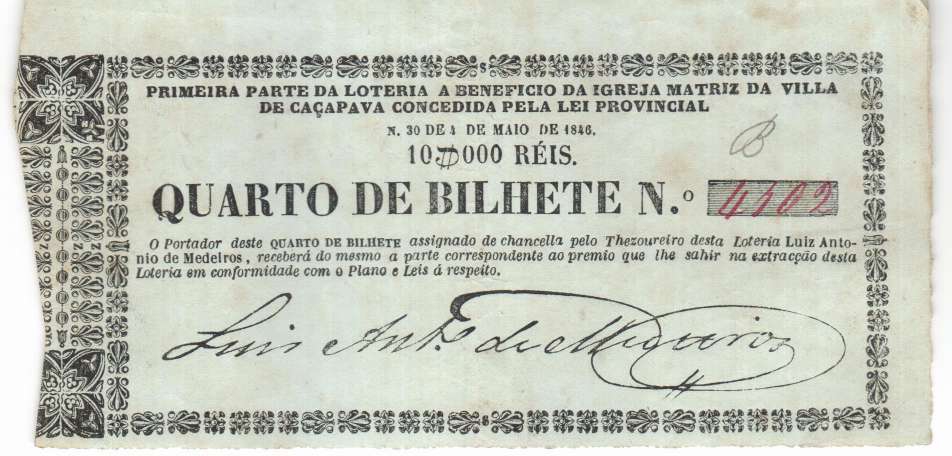 PRIMEIRA PARTE DA LOTERIA A BENEFICIO DA IGREJA MATRIZ DA VILLA
DE CAÇAPAVA CONCEDIDA PELA LEI PROVINCIAL
N. 30 DE 4 DE MAIO DE 1846.
B
10$000 RÉIS.
QUARTO DE BILHETE N.º 4102
O Portador deste QUARTO DE BILHETE assignado de chancella pelo Thezoureiro desta Loteria Luiz Anto-
nio de Medeiros, receberá do mesmo a parte correspondente ao premio que lhe sahir na extracção desta
Loteria em conformidade com o Plano e Leis á respeito.
Luis Ant.º de Medeiros